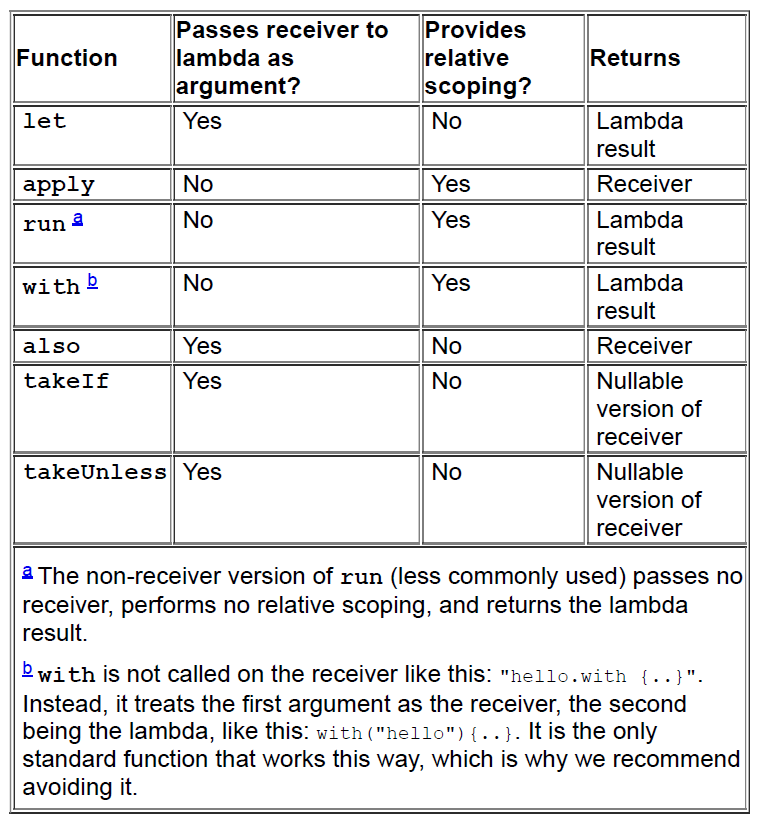 Function Passes receiver to lambda as argument? Provides relative scoping? Returns
let Yes No Lambda result
apply No Yes Receiver
run a No Yes Lambda result
with b No Yes Lambda result
also Yes No Receiver
takeIf Yes No Nullable version of receiver
takeUnless Yes No Nullable version of receiver
a The non-receiver version of run (less commonly used) passes no
receiver, performs no relative scoping, and returns the lambda
result.
b with is not called on the receiver like this: "hello.with {..}".
Instead, it treats the first argument as the receiver, the second
being the lambda, like this: with("hello"){..}. It is the only
standard function that works this way, which is why we recommend
avoiding it.